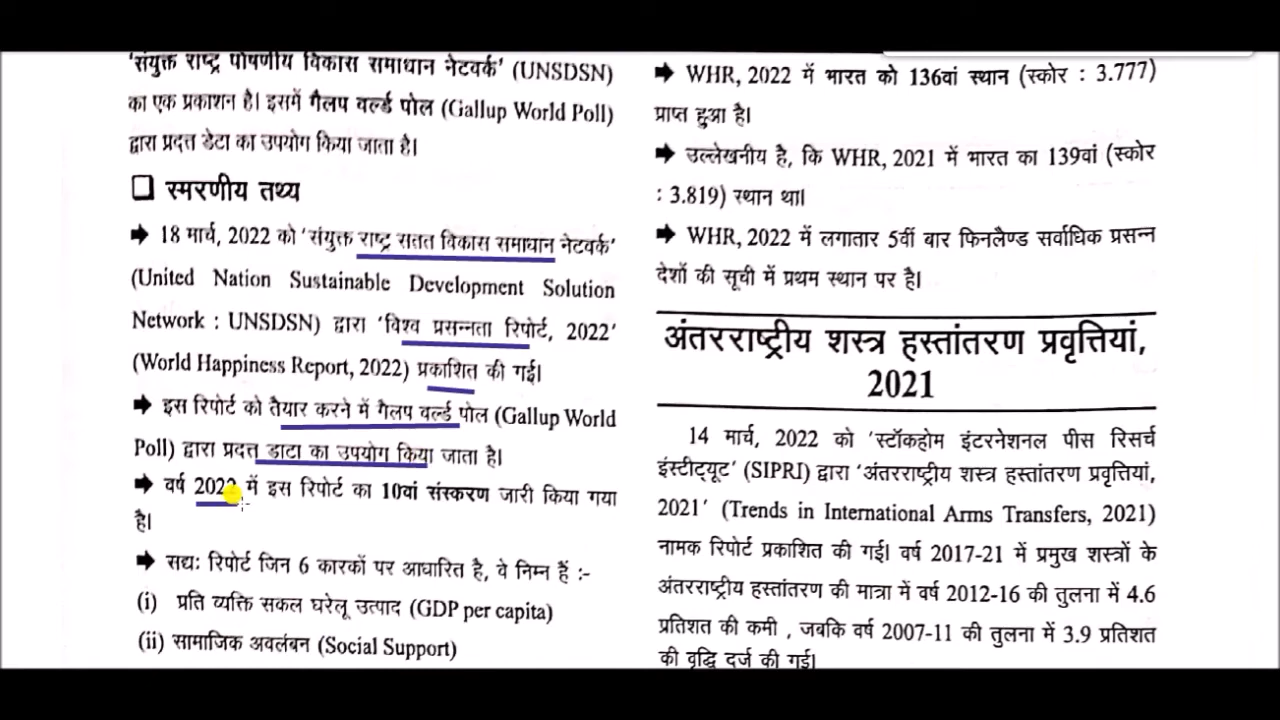 'संयुक्त राष्ट्र पोषणीय विकास समाधान नेटवर्क' (UNSDSN)
का एक प्रकाशन है। इसमें गैलप वर्ल्ड पोल (Gallup World Poll)
द्वारा प्रदत्त डेटा का उपयोग किया जाता है।
❑ स्मरणीय तथ्य
➔ 18 मार्च, 2022 को 'संयुक्त राष्ट्र सतत विकास समाधान नेटवर्क'
(United Nation Sustainable Development Solution
Network : UNSDSN) द्वारा 'विश्व प्रसन्नता रिपोर्ट, 2022'
(World Happiness Report, 2022) प्रकाशित की गई।
➔ इस रिपोर्ट को तैयार करने में गैलप वर्ल्ड पोल (Gallup World
Poll) द्वारा प्रदत्त डाटा का उपयोग किया जाता है।
➔ वर्ष 2022 में इस रिपोर्ट का 10वां संस्करण जारी किया गया
है।
➔ सद्यः रिपोर्ट जिन 6 कारकों पर आधारित है, वे निम्न हैं :-
(i) प्रति व्यक्ति सकल घरेलू उत्पाद (GDP per capita)
(ii) सामाजिक अवलंबन (Social Support)
➔ WHR, 2022 में भारत को 136वां स्थान (स्कोर : 3.777)
प्राप्त हुआ है।
➔ उल्लेखनीय है, कि WHR, 2021 में भारत का 139वां (स्कोर
: 3.819) स्थान था।
➔ WHR, 2022 में लगातार 5वीं बार फिनलैण्ड सर्वाधिक प्रसन्न
देशों की सूची में प्रथम स्थान पर है।
अंतरराष्ट्रीय शस्त्र हस्तांतरण प्रवृत्तियां,
2021
14 मार्च, 2022 को 'स्टॉकहोम इंटरनेशनल पीस रिसर्च
इंस्टीट्यूट' (SIPRI) द्वारा 'अंतरराष्ट्रीय शस्त्र हस्तांतरण प्रवृत्तियां,
2021' (Trends in International Arms Transfers, 2021)
नामक रिपोर्ट प्रकाशित की गई। वर्ष 2017-21 में प्रमुख शस्त्रों के
अंतरराष्ट्रीय हस्तांतरण की मात्रा में वर्ष 2012-16 की तुलना में 4.6
प्रतिशत की कमी , जबकि वर्ष 2007-11 की तुलना में 3.9 प्रतिशत
की वृद्धि दर्ज की गई।